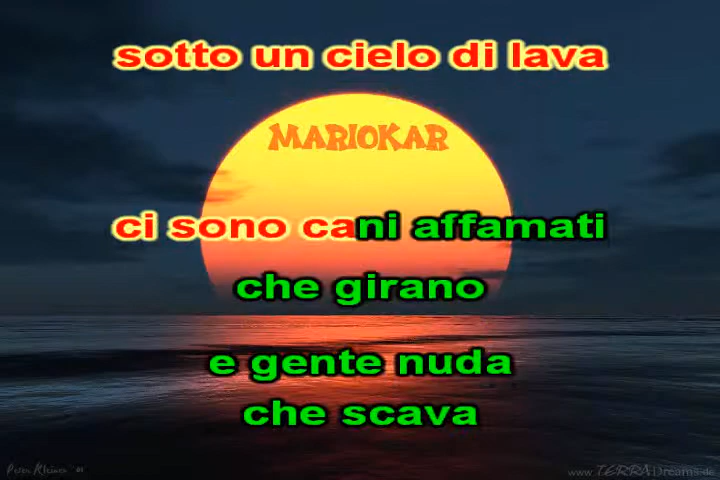 sotto un cielo di lava
MARIOKAR
ci sono cani affamati
che girano
e gente nuda
che scava
Peter Kleiner
www.TERRADreams.de